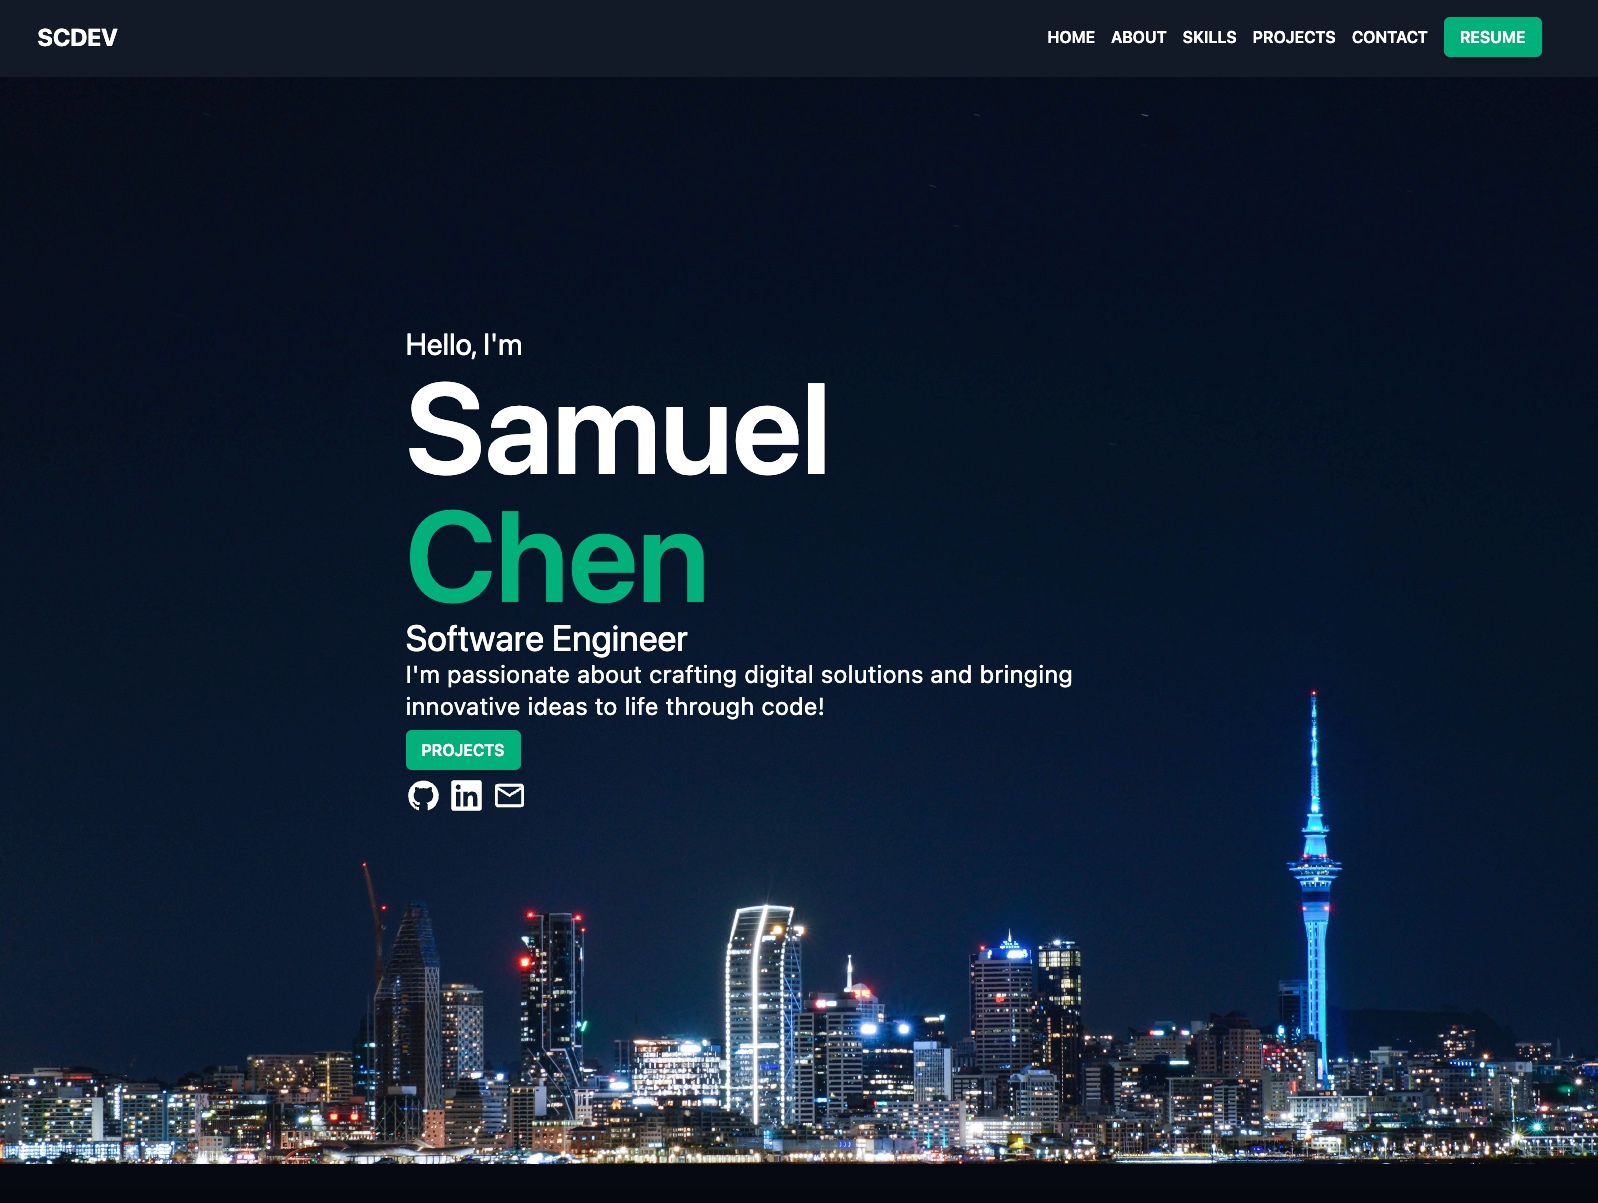 SCDEV
HOME ABOUT SKILLS PROJECTS CONTACT RESUME
Hello, I'm
Samuel
Chen
Software Engineer
I'm passionate about crafting digital solutions and bringing
innovative ideas to life through code!
PROJECTS
in